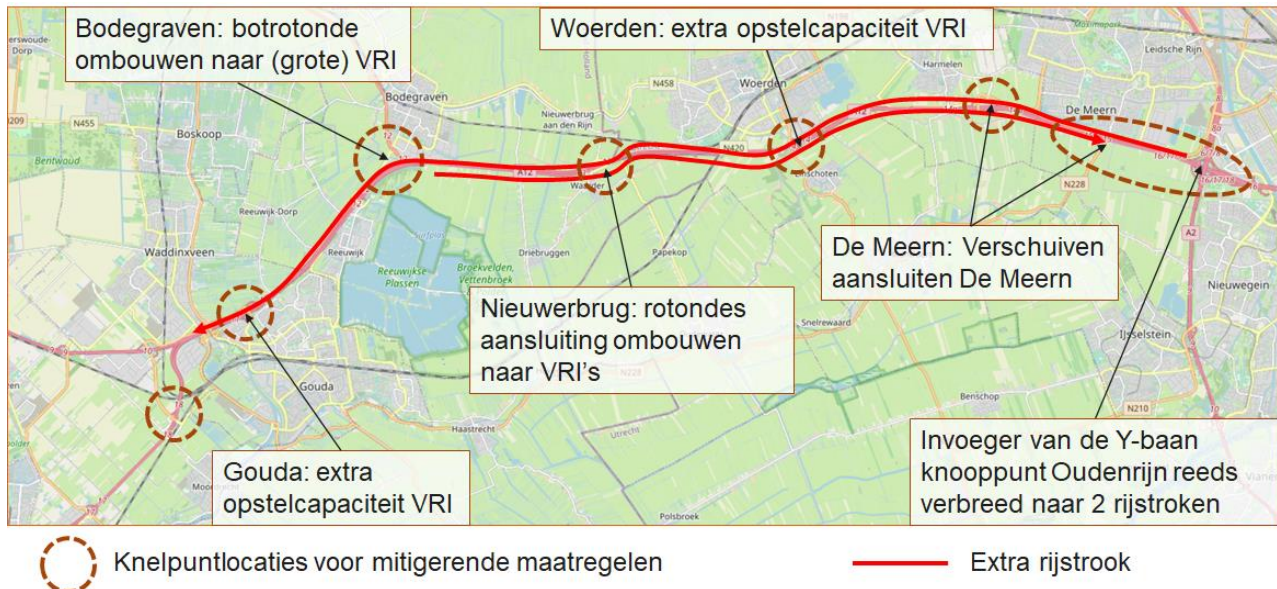 Bodegraven: botrotonde
ombouwen naar (grote) VRI
Woerden: extra opstelcapaciteit VRI
De Meern: Verschuiven
aansluiten De Meern
Nieuwerbrug: rotondes
aansluiting ombouwen
naar VRI's
Gouda: extra
opstelcapaciteit VRI
Invoeger van de Y-baan
knooppunt Oudenrijn reeds
verbreed naar 2 rijstroken
N455
Boskoop
Bentwoud
Reeuwijk-Dorp
Waddinxveen
Reeuwijk
Bodegraven
Nieuwerbrug
aan den Rijn
N458
Woerden
N420
A12
Harmelen
De Meern
Leidsche Rijn
N228
A2
Nieuwegein
IJsselstein
N210
Reeuwijkse
Plassen
Broekvelden,
Vettenbroek
Driebruggen
Papekop
Linschoten
Snelrewaard
Gouda
Haastrecht
Benschop
Utrecht
Polsbroek
Knelpuntlocaties voor mitigerende maatregelen
Extra rijstrook